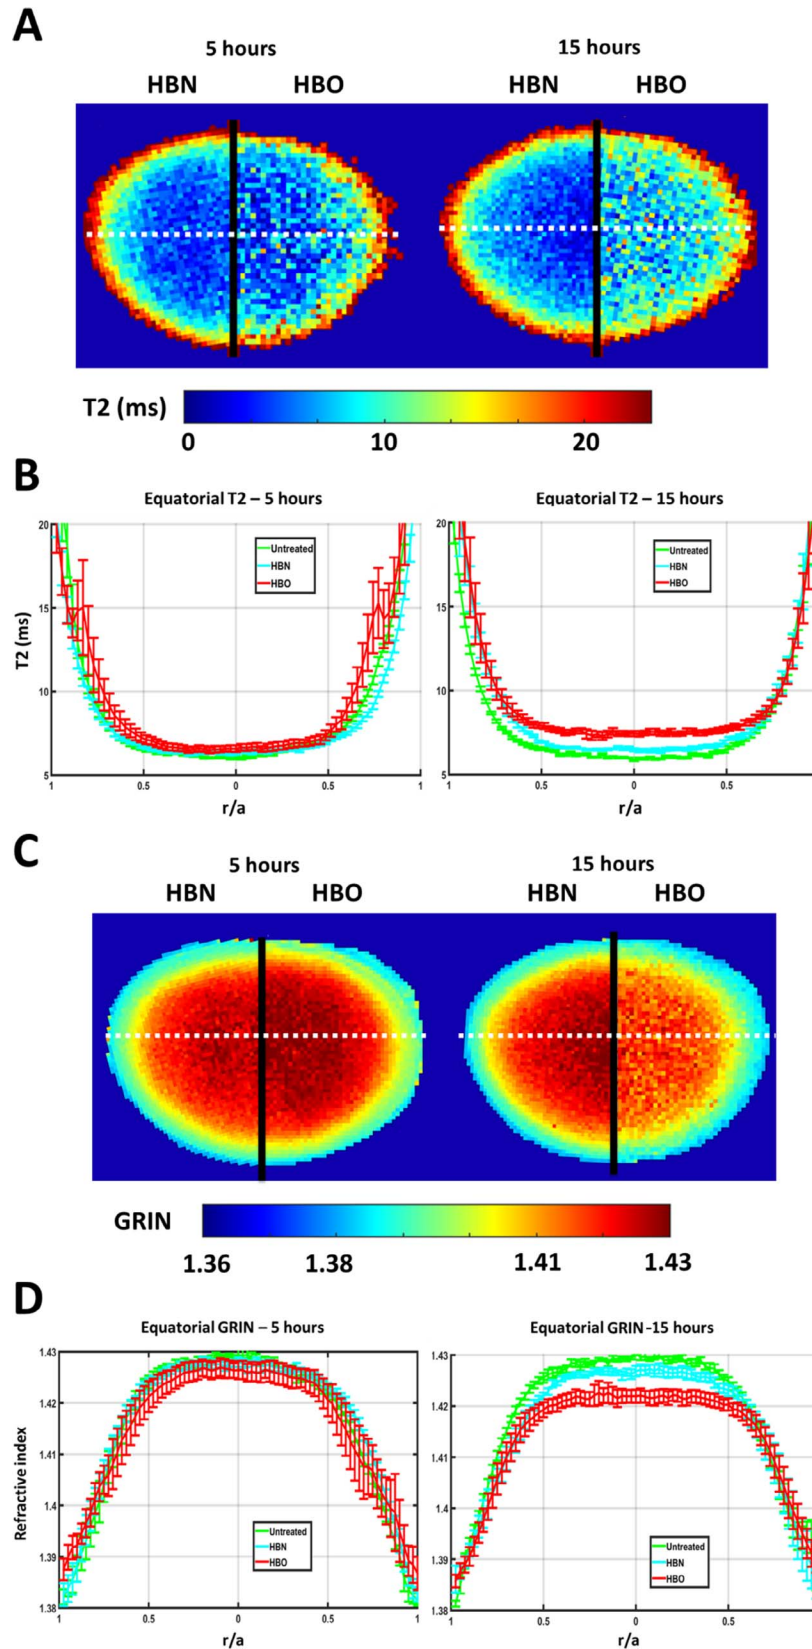 A
5 hours 15 hours
HBN HBO HBN HBO
T2 (ms)
0 10 20
B
Equatorial T2 – 5 hours
T2 (ms)
20
15
10
5
Untreated
HBN
HBO
1 0.5 0 0.5 1
r/a
Equatorial T2 – 15 hours
20
15
10
5
Untreated
HBN
HBO
0.5 0 0.5
r/a
C
5 hours 15 hours
HBN HBO HBN HBO
GRIN
1.36 1.38 1.41 1.43
D
Equatorial GRIN – 5 hours
Refractive index
1.43
1.42
1.41
1.4
1.39
1.38
Untreated
HBN
HBO
1 0.5 0 0.5 1
r/a
Equatorial GRIN-15 hours
1.43
1.42
1.41
1.4
1.39
1.38
Untreated
HBN
HBO
1 0.5 0 0.5
r/a